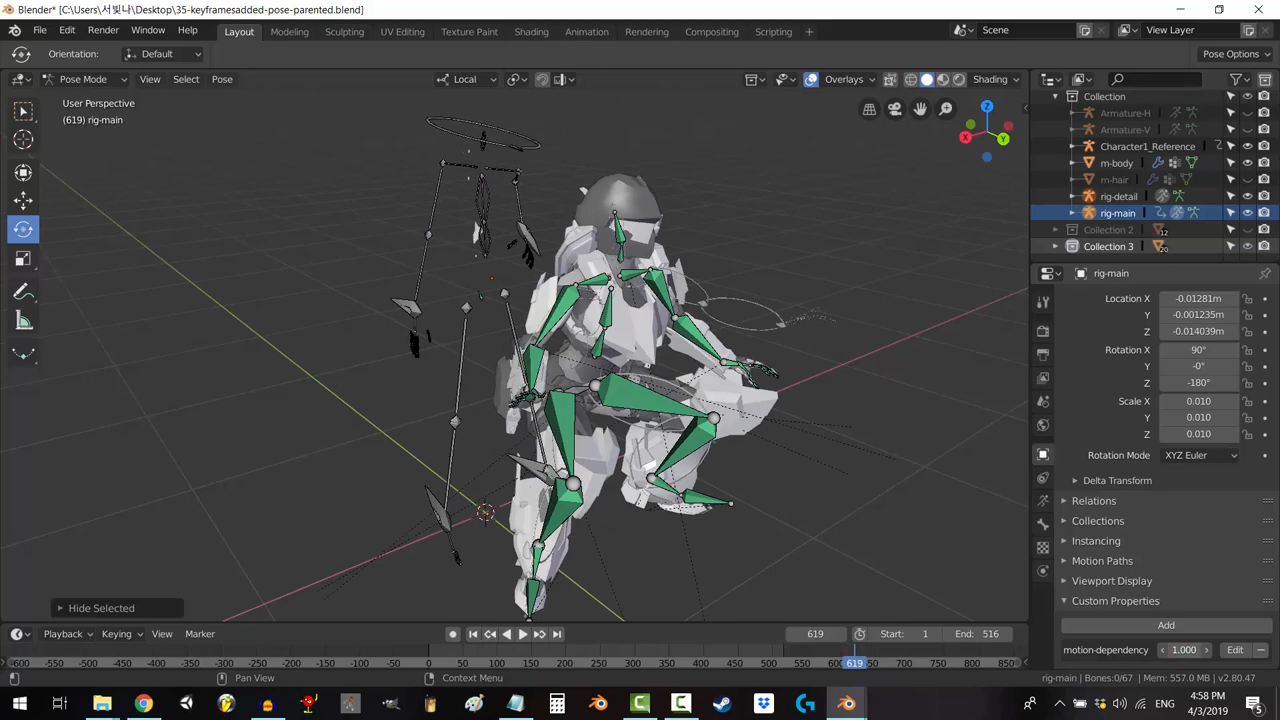 Blender* [C:\Users\서빛나\Desktop\35-keyframesadded-pose-parented.blend]
File Edit Render Window Help Layout Modeling Sculpting UV Editing Texture Paint Shading Animation Rendering Compositing Scripting + Scene View Layer
Orientation: Default Pose Options
Pose Mode View Select Pose Local Overlays Shading
User Perspective
(619) rig-main
Z
X
Y
Collection
Armature-H
Armature-V
Character1_Reference
m-body
m-hair
rig-detail
rig-main
Collection 2 12
Collection 3 20
rig-main
Location X -0.01281m
Y -0.001235m
Z -0.014039m
Rotation X 90°
Y -0°
Z -180°
Scale X 0.010
Y 0.010
Z 0.010
Rotation Mode XYZ Euler
Delta Transform
Relations
Collections
Instancing
Motion Paths
Viewport Display
Custom Properties
Add
motion-dependency 1.000 Edit
Hide Selected
Playback Keying View Marker 619 Start: 1 End: 516
-600 -550 -500 -450 -400 -350 -300 -250 -200 -150 -100 -50 0 50 100 150 200 250 300 350 400 450 500 550 619 700 750 800 850
Pan View Context Menu rig-main | Bones:0/67 | Mem: 557.0 MB | v2.80.47
ENG 4:58 PM
4/3/2019 5